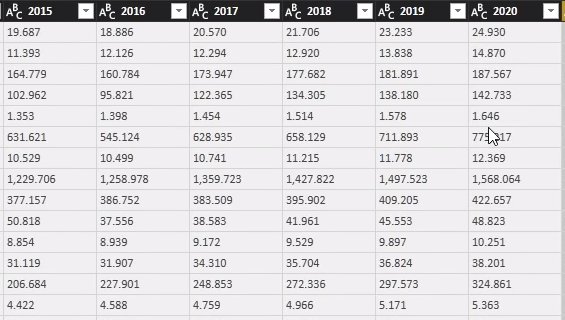 ABC 2015 ABC 2016 ABC 2017 ABC 2018 ABC 2019 ABC 2020
19.687 18.886 20.570 21.706 23.233 24.930
11.393 12.126 12.294 12.920 13.838 14.870
164.779 160.784 173.947 177.682 181.891 187.567
102.962 95.821 122.365 134.305 138.180 142.733
1.353 1.398 1.454 1.514 1.578 1.646
631.621 545.124 628.935 658.129 711.893
10.529 10.499 10.741 11.215 11.778 12.369
1,229.706 1,258.978 1,359.723 1,427.822 1,497.523 1,568.064
377.157 386.752 383.509 395.902 409.205 422.657
50.818 37.556 38.583 41.961 45.553 48.823
8.854 8.939 9.172 9.529 9.897 10.251
31.119 31.907 34.310 35.704 36.824 38.201
206.684 227.901 248.853 272.336 297.573 324.861
4.422 4.588 4.759 4.966 5.171 5.363